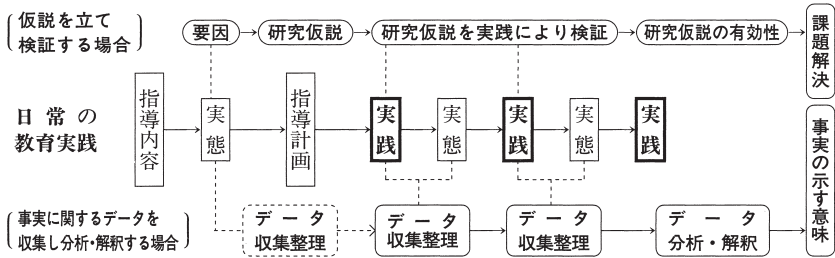 仮説を立て
検証する場合
要因
研究仮説
研究仮説を実践により検証
研究仮説の有効性
課題解決
日常の
教育実践
指導内容
実態
指導計画
実践
実態
実践
実態
実践
事実の示す意味
事実に関するデータを
収集し分析・解釈する場合
データ
収集整理
データ
収集整理
データ
収集整理
データ
分析・解釈